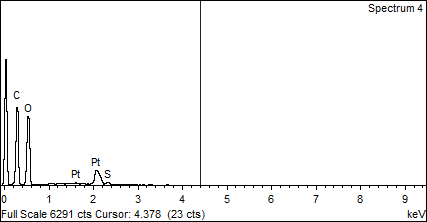 Spectrum 4
C
O
Pt
Pt
S
0 1 2 3 4 5 6 7 8 9
Full Scale 6291 cts Cursor: 4.378 (23 cts) keV